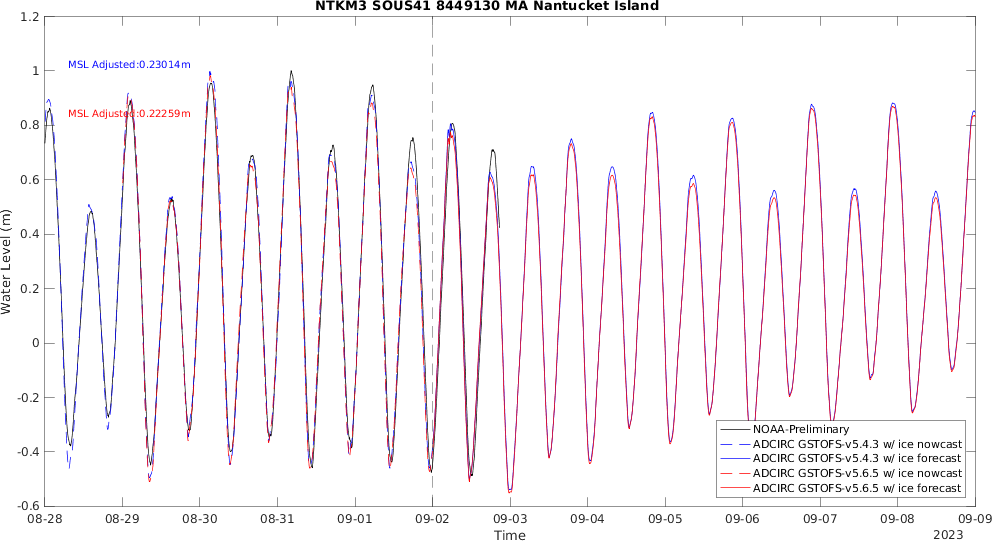 NTKM3 SOUS41 8449130 MA Nantucket Island
MSL Adjusted:0.23014m
MSL Adjusted:0.22259m
Water Level (m)
1.2
1
0.8
0.6
0.4
0.2
0
-0.2
-0.4
-0.6
NOAA-Preliminary
ADCIRC GSTOFS-v5.4.3 w/ ice nowcast
ADCIRC GSTOFS-v5.4.3 w/ ice forecast
ADCIRC GSTOFS-v5.6.5 w/ ice nowcast
ADCIRC GSTOFS-v5.6.5 w/ ice forecast
08-28 08-29 08-30 08-31 09-01 09-02 09-03 09-04 09-05 09-06 09-07 09-08 09-09
Time
2023